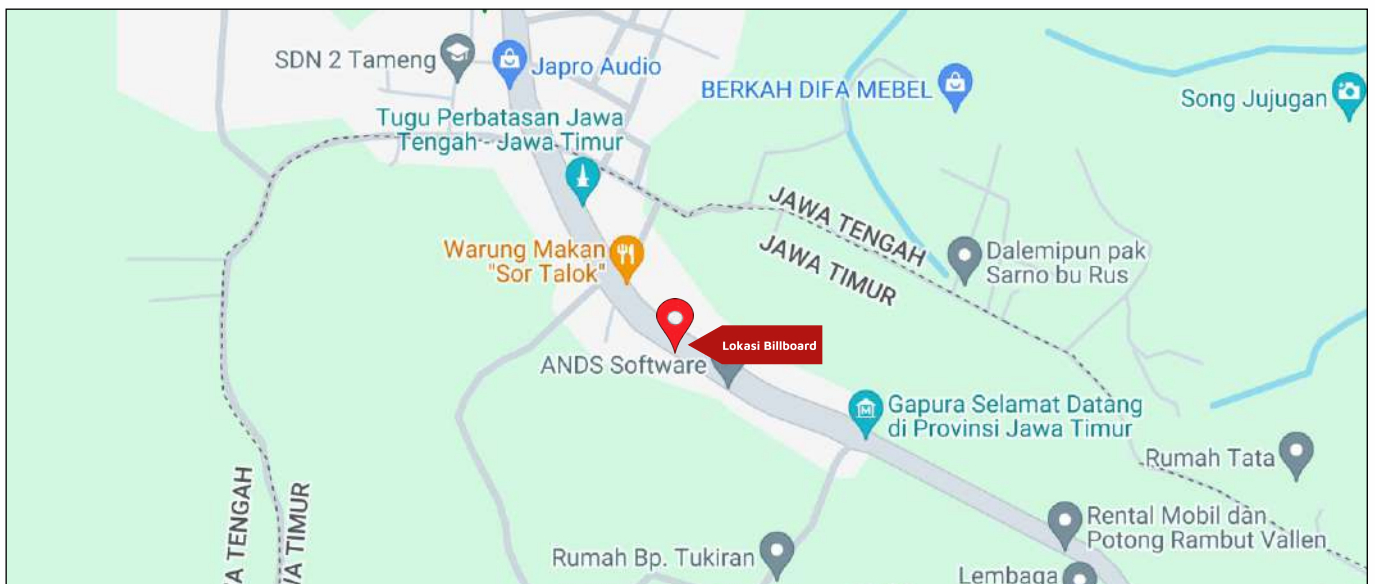 SDN 2 Tameng
Japro Audio
BERKAH DIFA MEBEL
Song Jujugan
Tugu Perbatasan Jawa
Tengah - Jawa Timur
JAWA TENGAH
JAWA TIMUR
Warung Makan
"Sor Talok"
Dalemipun pak
Sarno bu Rus
Lokasi Billboard
ANDS Software
Gapura Selamat Datang
di Provinsi Jawa Timur
Rumah Tata
A TENGAH
WA TIMUR
Rental Mobil dan
Potong Rambut Vallen
Rumah Bp. Tukiran
Lembaga